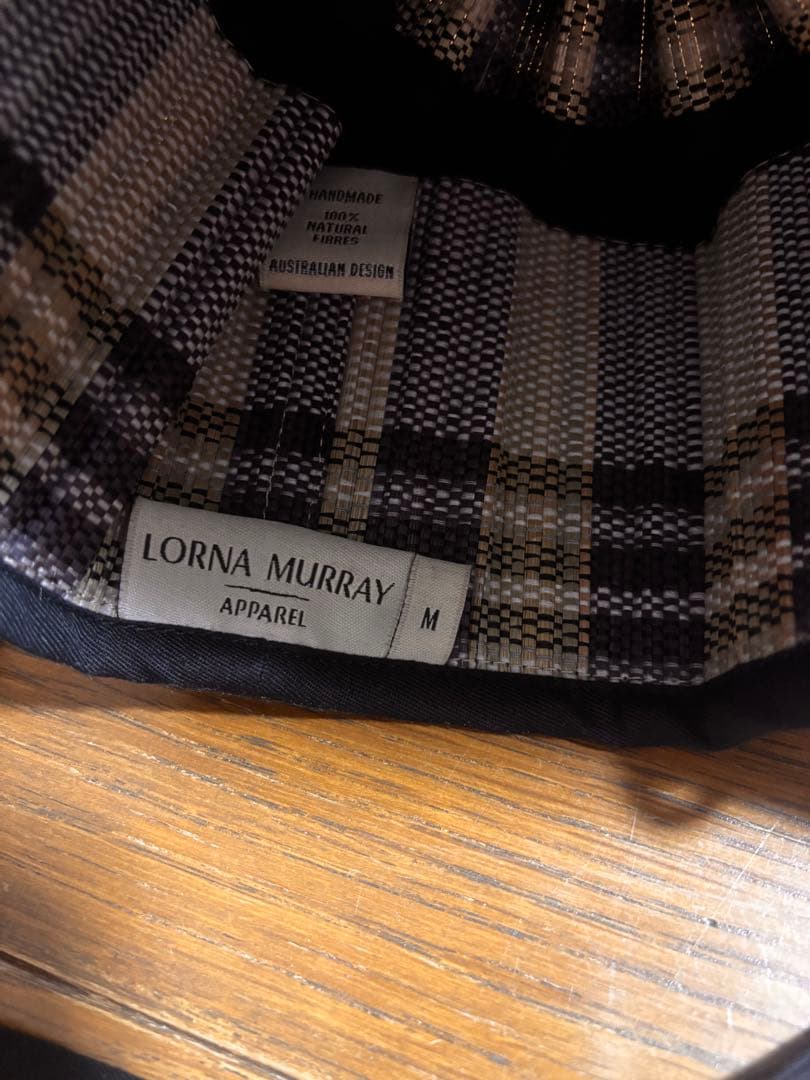 HANDMADE
100%
NATURAL
FIBRES
AUSTRALIAN DESIGN
LORNA MURRAY
APPAREL
M